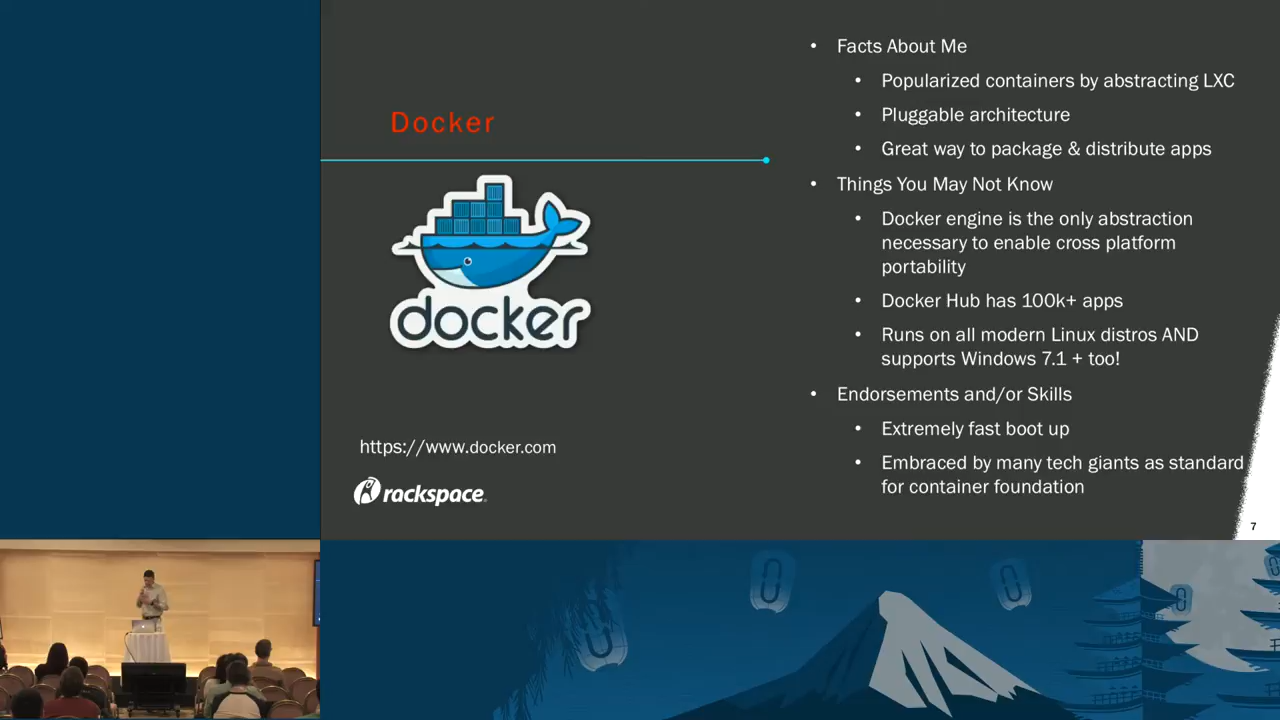 Docker
docker
https://www.docker.com
rackspace
• Facts About Me
• Popularized containers by abstracting LXC
• Pluggable architecture
• Great way to package & distribute apps
• Things You May Not Know
• Docker engine is the only abstraction
necessary to enable cross platform
portability
• Docker Hub has 100k+ apps
• Runs on all modern Linux distros AND
supports Windows 7.1 + too!
• Endorsements and/or Skills
• Extremely fast boot up
• Embraced by many tech giants as standard
for container foundation
7